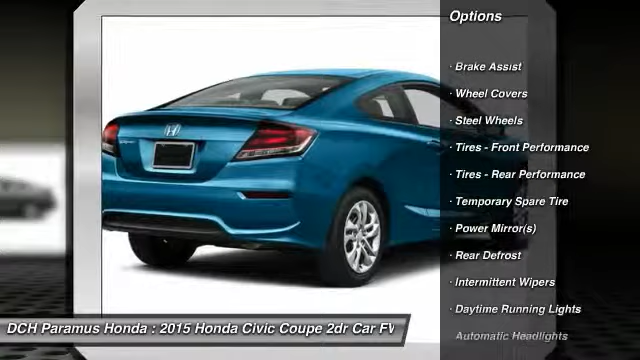 Options
· Brake Assist
· Wheel Covers
· Steel Wheels
· Tires - Front Performance
· Tires - Rear Performance
· Temporary Spare Tire
· Power Mirror(s)
· Rear Defrost
· Intermittent Wipers
· Daytime Running Lights
· Automatic Headlights
DCH Paramus Honda : 2015 Honda Civic Coupe 2dr Car FW